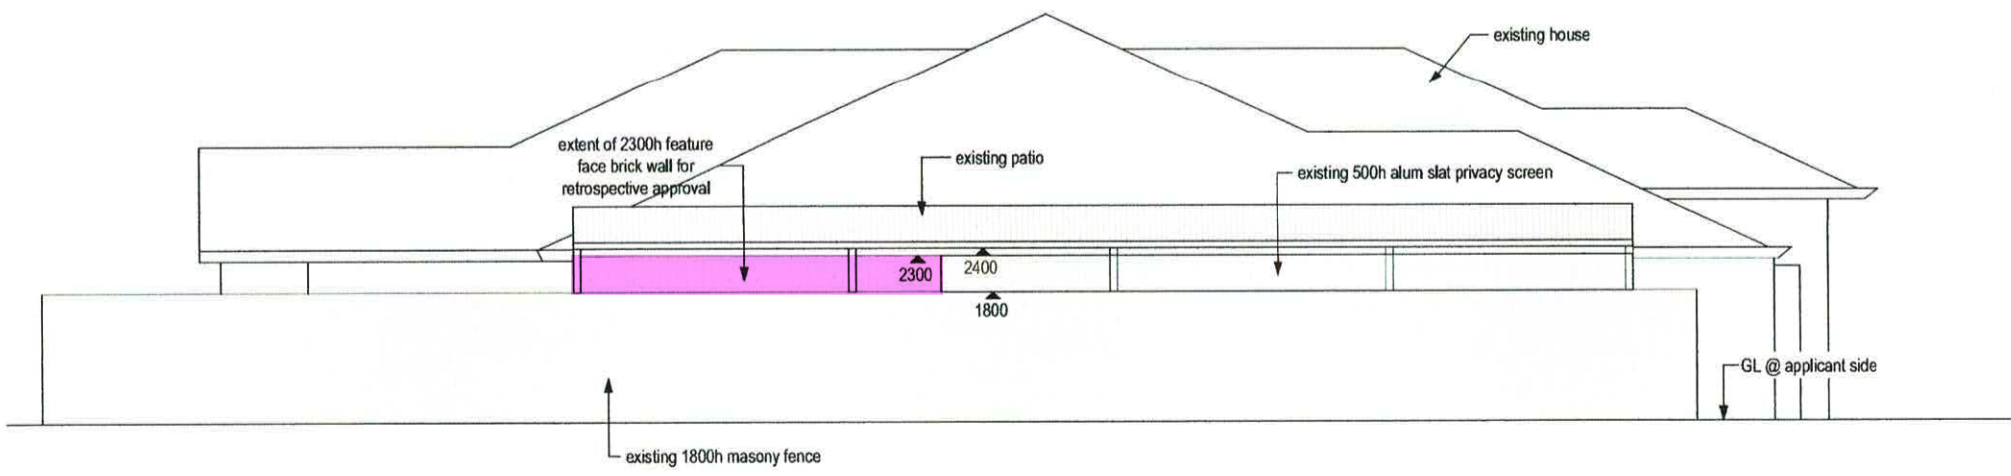 existing house
extent of 2300h feature
face brick wall for
retrospective approval
existing patio
existing 500h alum slat privacy screen
2300
2400
1800
GL @ applicant side
existing 1800h masony fence